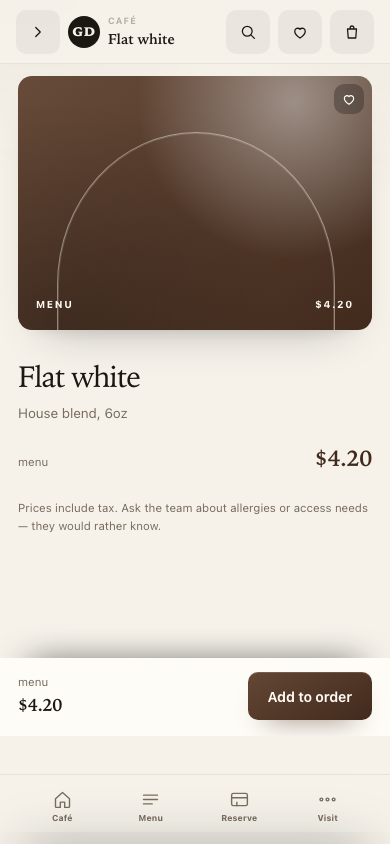 GD
CAFÉ
Flat white
MENU
$4.20
Flat white
House blend, 6oz
menu
$4.20
Prices include tax. Ask the team about allergies or access needs
— they would rather know.
menu
$4.20
Add to order
Café
Menu
Reserve
Visit